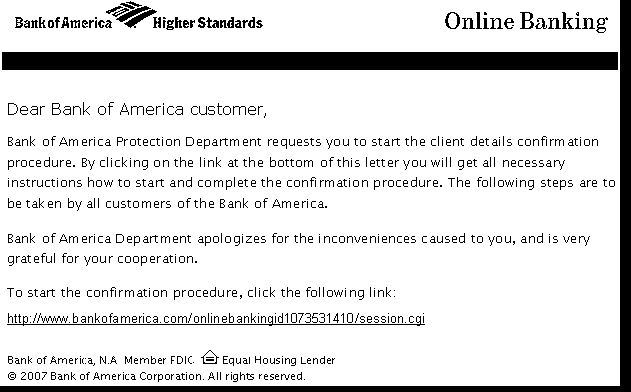 Bank of America Higher Standards
Online Banking
Dear Bank of America customer,
Bank of America Protection Department requests you to start the client details confirmation
procedure. By clicking on the link at the bottom of this letter you will get all necessary
instructions how to start and complete the confirmation procedure. The following steps are to
be taken by all customers of the Bank of America.
Bank of America Department apologizes for the inconveniences caused to you, and is very
grateful for your cooperation.
To start the confirmation procedure, click the following link:
http://www.bankofamerica.com/onlinebankingid1073531410/session.cgi
Bank of America, N.A. Member FDIC. Equal Housing Lender
© 2007 Bank of America Corporation. All rights reserved.